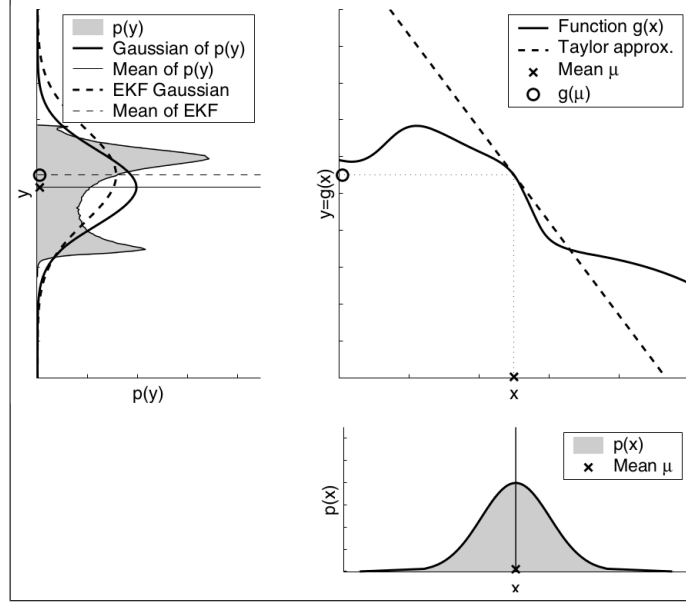 p(y)
Gaussian of p(y)
Mean of p(y)
EKF Gaussian
Mean of EKF
y
p(y)
Function g(x)
Taylor approx.
Mean μ
g(μ)
y=g(x)
x
p(x)
Mean μ
p(x)
x